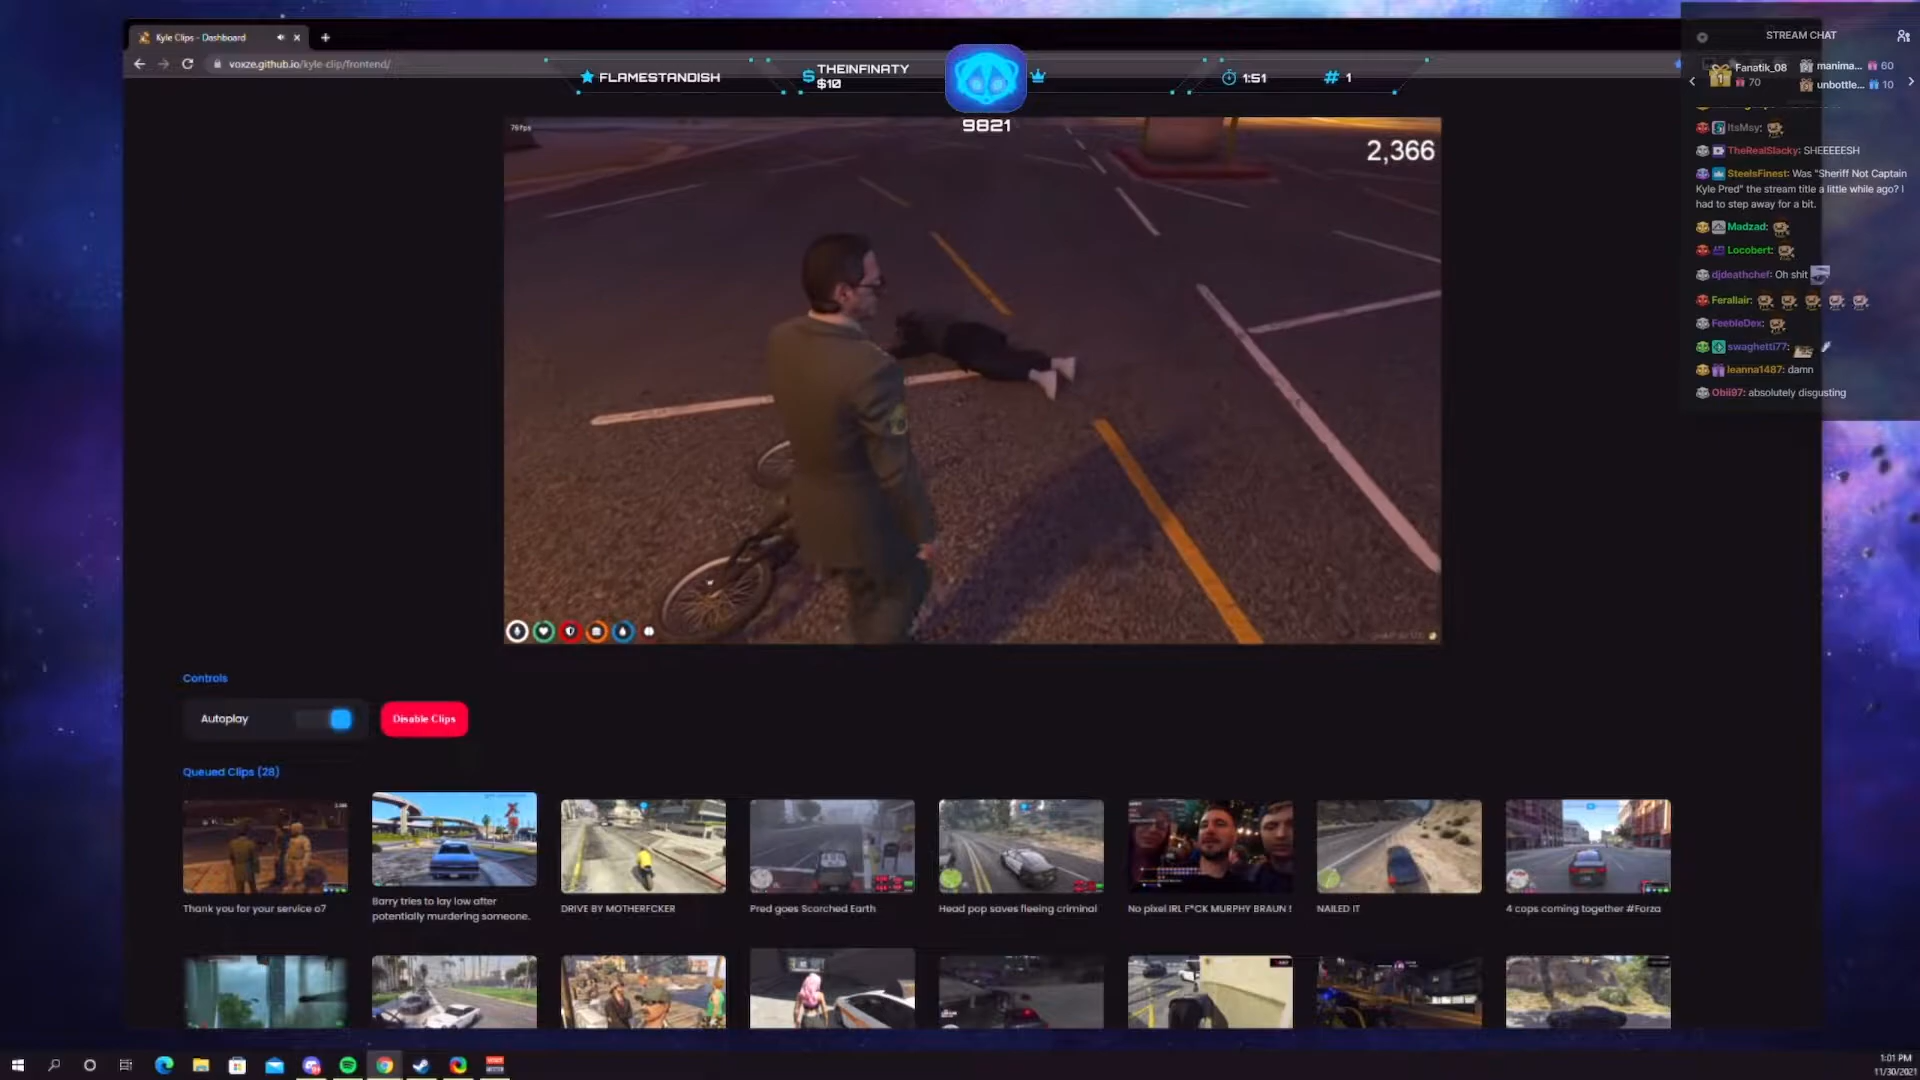 Kyle Clips - Dashboard
voxze.github.io/kyle-clip/frontend/
FLAMESTANDISH
THEINFINATY
$10
9821
1:51
# 1
STREAM CHAT
Fanatik_08
70
manima... 60
unbottle... 10
ItsMsy:
TheRealSlacky: SHEEEEESH
SteelsFinest: Was "Sheriff Not Captain
Kyle Pred" the stream title a little while ago? I
had to step away for a bit.
Madzad:
Locobert:
djdeathchef: Oh shit
Ferallair:
FeebleDex:
swaghetti77:
leanna1487: damn
Obii97: absolutely disgusting
76fps
2,366
Controls
Autoplay
Disable Clips
Queued Clips (28)
Thank you for your service o7
Barry tries to lay low after
potentially murdering someone.
DRIVE BY MOTHERFCKER
Pred goes Scorched Earth
Head pop saves fleeing criminal
No pixel IRL F*CK MURPHY BRAUN !
NAILED IT
4 cops coming together #Forza
1:01 PM
11/30/2021